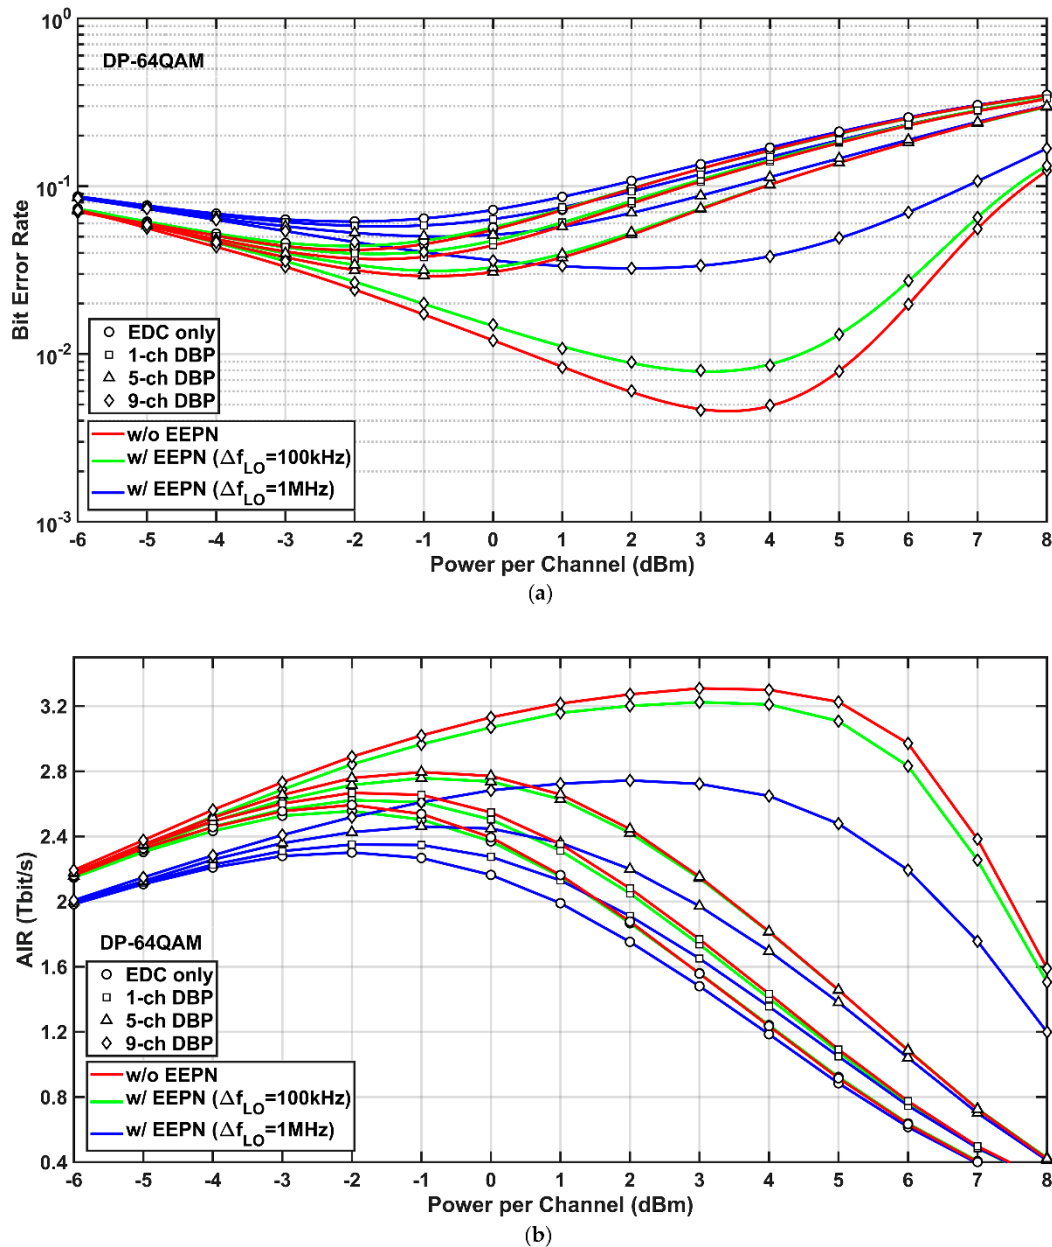 10^0
DP-64QAM
10^-1
Bit Error Rate
EDC only
1-ch DBP
5-ch DBP
9-ch DBP
10^-2
w/o EEPN
w/ EEPN (Δf_LO=100kHz)
w/ EEPN (Δf_LO=1MHz)
10^-3
-6 -5 -4 -3 -2 -1 0 1 2 3 4 5 6 7 8
Power per Channel (dBm)
(a)
3.2
2.8
2.4
2
AIR (Tbit/s)
DP-64QAM
EDC only
1-ch DBP
5-ch DBP
9-ch DBP
1.6
1.2
w/o EEPN
w/ EEPN (Δf_LO=100kHz)
w/ EEPN (Δf_LO=1MHz)
0.8
0.4
-6 -5 -4 -3 -2 -1 0 1 2 3 4 5 6 7 8
Power per Channel (dBm)
(b)